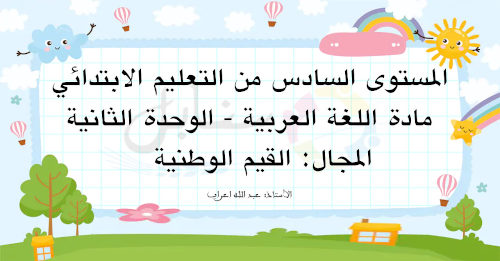 المستوى السادس من التعليم الابتدائي
مادة اللغة العربية - الوحدة الثانية
المجال: القيم الوطنية
الأستاذ: عبد الله اعراب